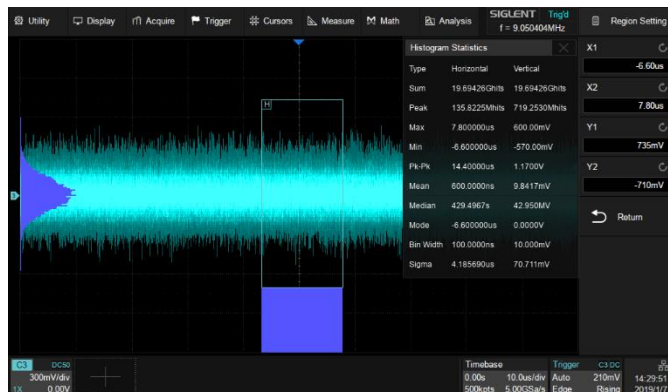 Utility Display Acquire Trigger Cursors Measure Math Analysis SIGLENT Trig'd
f = 9.050404MHz
Region Setting
Histogram Statistics
Type Horizontal Vertical
Sum 19.69426Ghits 19.69426Ghits
Peak 135.8225Mhits 719.2530Mhits
Max 7.800000us 600.00mV
Min -6.600000us -570.00mV
Pk-Pk 14.40000us 1.1700V
Mean 600.0000ns 9.8417mV
Median 429.4967s 42.950MV
Mode -6.600000us 0.0000V
Bin Width 100.0000ns 10.000mV
Sigma 4.185690us 70.711mV
H
X1
-6.60us
X2
7.80us
Y1
735mV
Y2
-710mV
Return
C3 DC50
300mV/div
1X 0.00V
Timebase
0.00s 10.0us/div
500kpts 5.00GSa/s
Trigger C3 DC
Auto 210mV
Edge Rising
14:29:51
2019/1/7